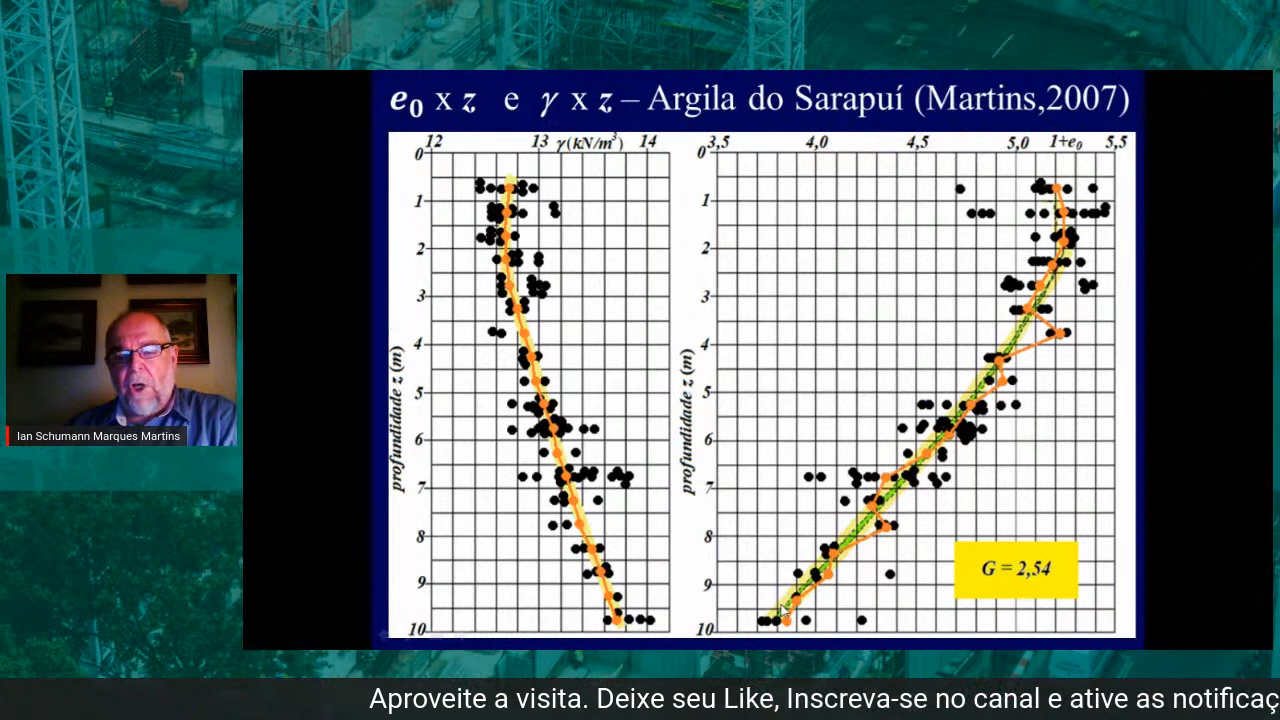 e₀ x z e γ x z – Argila do Sarapuí (Martins,2007)
12 13 γ(kN/m³) 14
3,5 4,0 4,5 5,0 1+e₀ 5,5
0
1
2
3
4
5
6
7
8
9
10
profundidade z (m)
0
1
2
3
4
5
6
7
8
9
10
profundidade z (m)
G = 2,54
Ian Schumann Marques Martins
Aproveite a visita. Deixe seu Like, Inscreva-se no canal e ative as notificaç